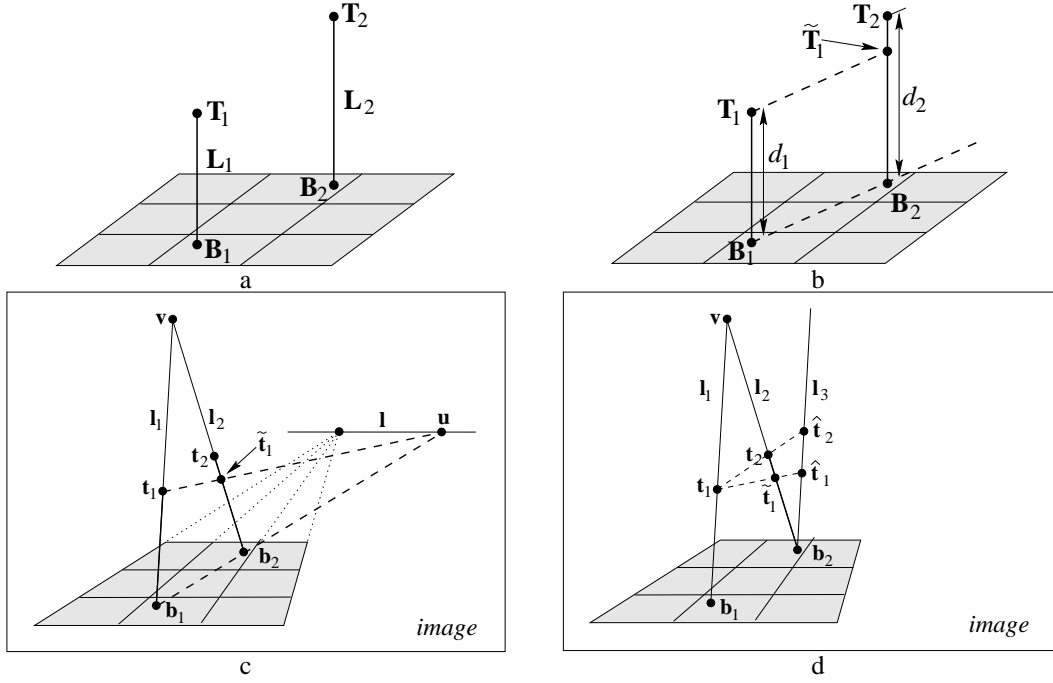 T₂
L₂
T₁
L₁
B₂
B₁
a
T₂
T̃₁
d₂
T₁
d₁
B₂
B₁
b
v
l₁
l₂
l
u
t₂
t̃₁
t₁
b₂
b₁
image
c
v
l₁
l₂
l₃
t̂₂
t₂
t̂₁
t₁
t̃₁
b₂
b₁
image
d